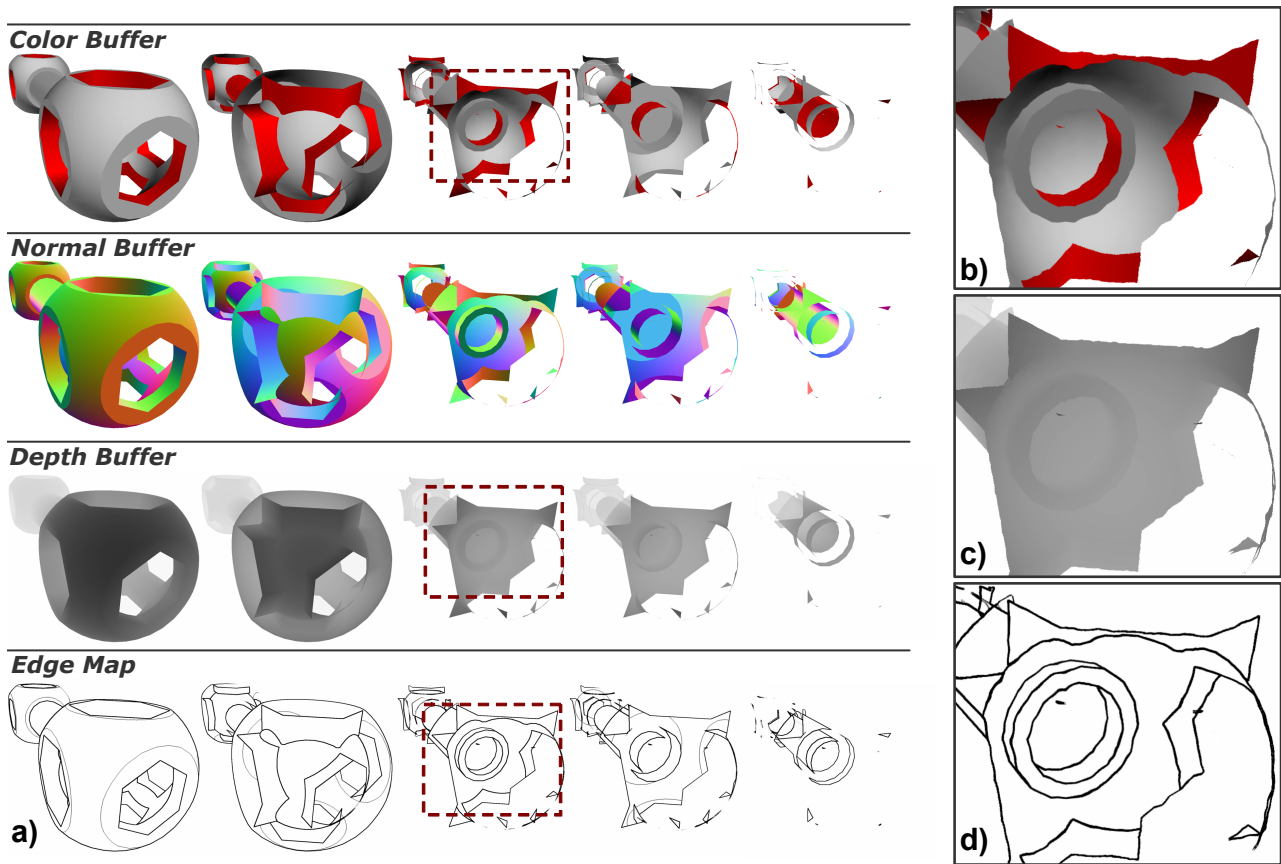 Color Buffer
Normal Buffer
Depth Buffer
Edge Map
a)
b)
c)
d)